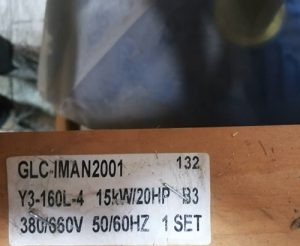 GLC-IMAN2001 132
Y3-160L-4 15kW/20HP B3
380/660V 50/60HZ 1 SET